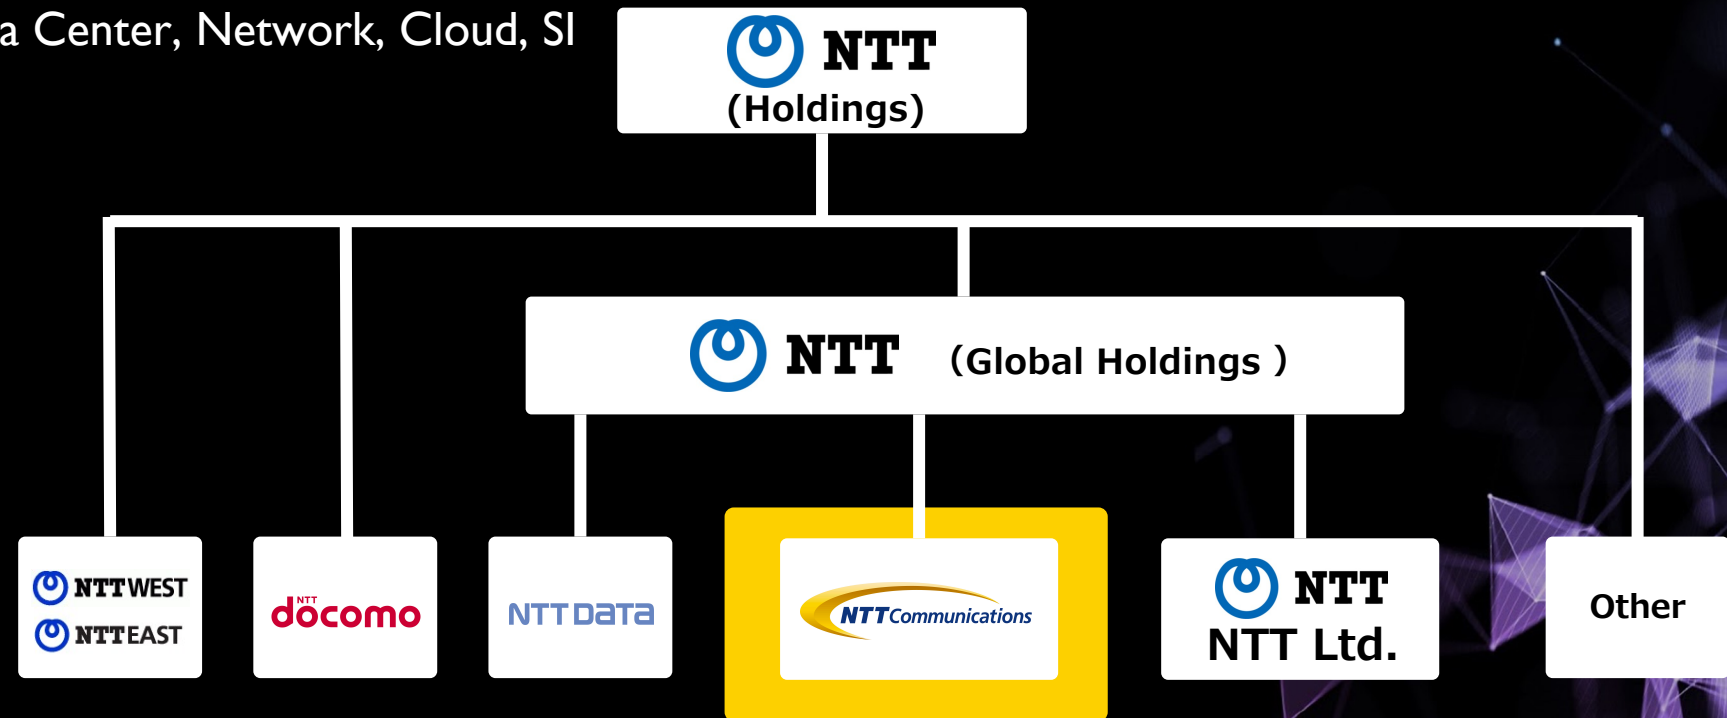 a Center, Network, Cloud, SI
NTT
(Holdings)
NTT (Global Holdings )
NTT WEST
NTT EAST
NTT
döcomo
NTT DATA
NTT Communications
NTT
NTT Ltd.
Other